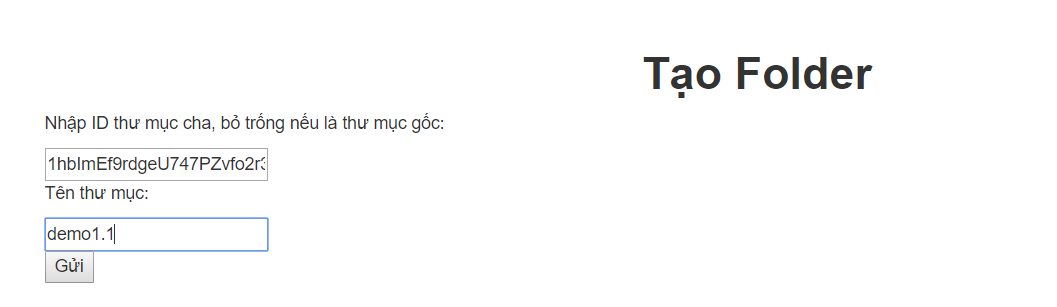 Tạo Folder
Nhập ID thư mục cha, bỏ trống nếu là thư mục gốc:
1hbImEf9rdgeU747PZvfo2r3
Tên thư mục:
demo1.1
Gửi